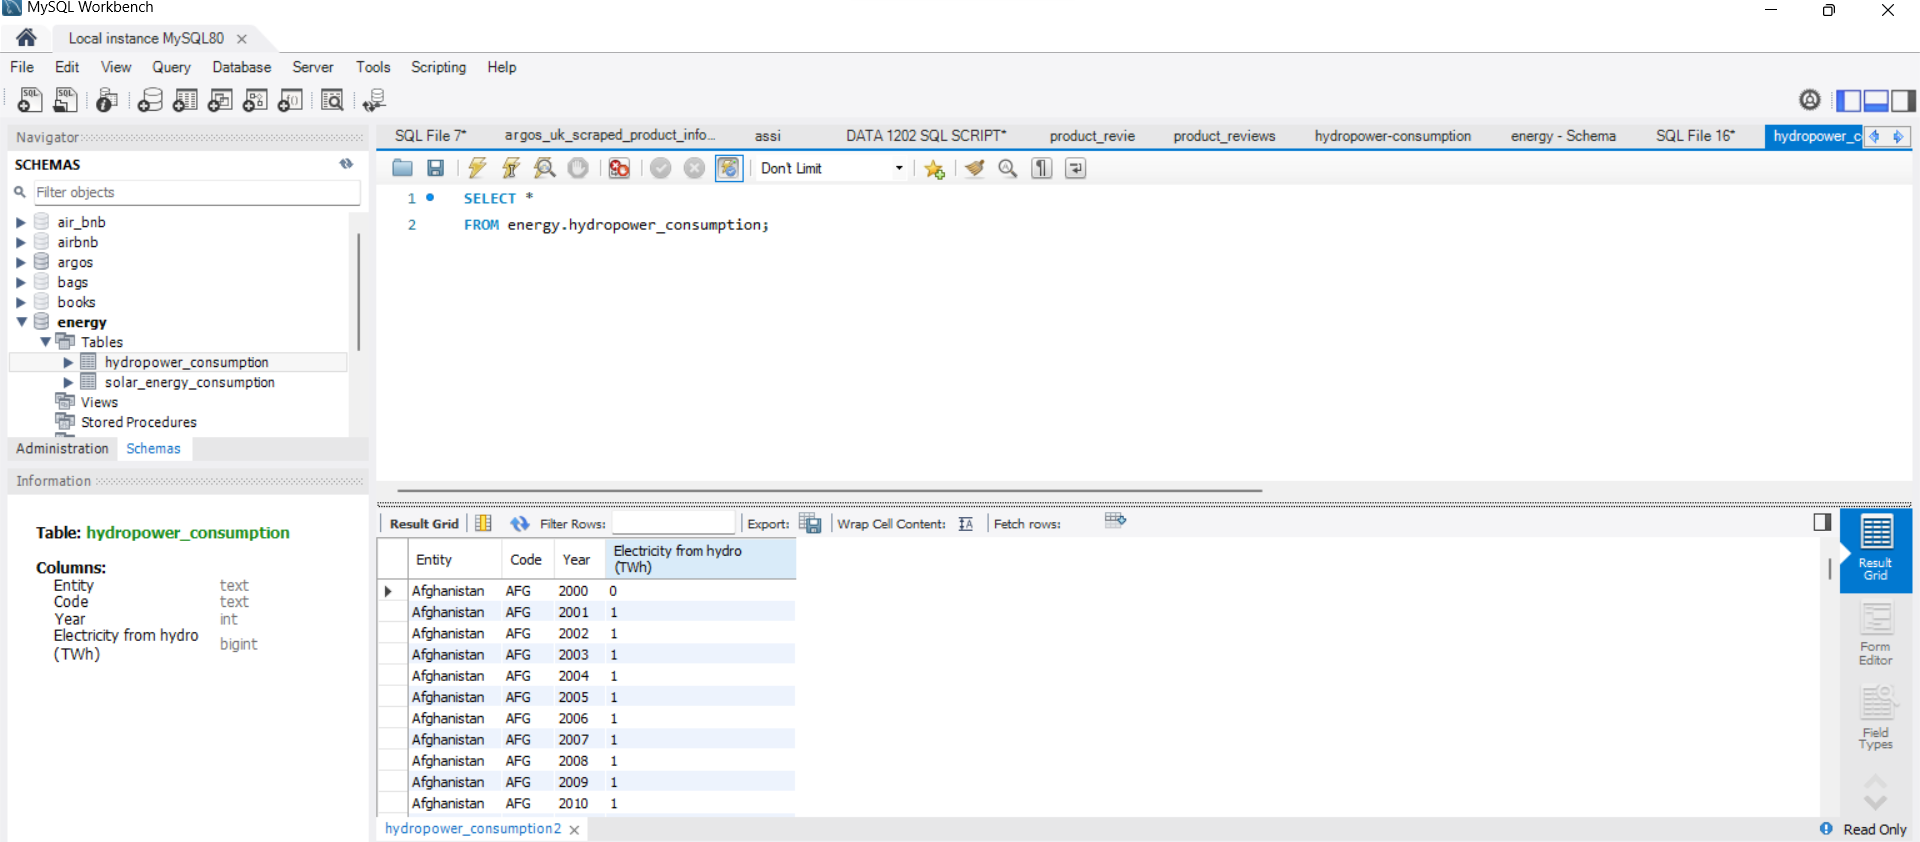 MySQL Workbench
Local instance MySQL80
File Edit View Query Database Server Tools Scripting Help
Navigator
SCHEMAS
Filter objects
air_bnb
airbnb
argos
bags
books
energy
Tables
hydropower_consumption
solar_energy_consumption
Views
Stored Procedures
Administration Schemas
Information
Table: hydropower_consumption
Columns:
Entity text
Code text
Year int
Electricity from hydro (TWh) bigint
SQL File 7* argos_uk_scraped_product_info... assi DATA 1202 SQL SCRIPT* product_revie product_reviews hydropower-consumption energy - Schema SQL File 16* hydropower_c
Don't Limit
1 SELECT *
2 FROM energy.hydropower_consumption;
Result Grid Filter Rows: Export: Wrap Cell Content: Fetch rows:
Entity Code Year Electricity from hydro (TWh)
Afghanistan AFG 2000 0
Afghanistan AFG 2001 1
Afghanistan AFG 2002 1
Afghanistan AFG 2003 1
Afghanistan AFG 2004 1
Afghanistan AFG 2005 1
Afghanistan AFG 2006 1
Afghanistan AFG 2007 1
Afghanistan AFG 2008 1
Afghanistan AFG 2009 1
Afghanistan AFG 2010 1
Result Grid
Form Editor
Field Types
hydropower_consumption2
Read Only